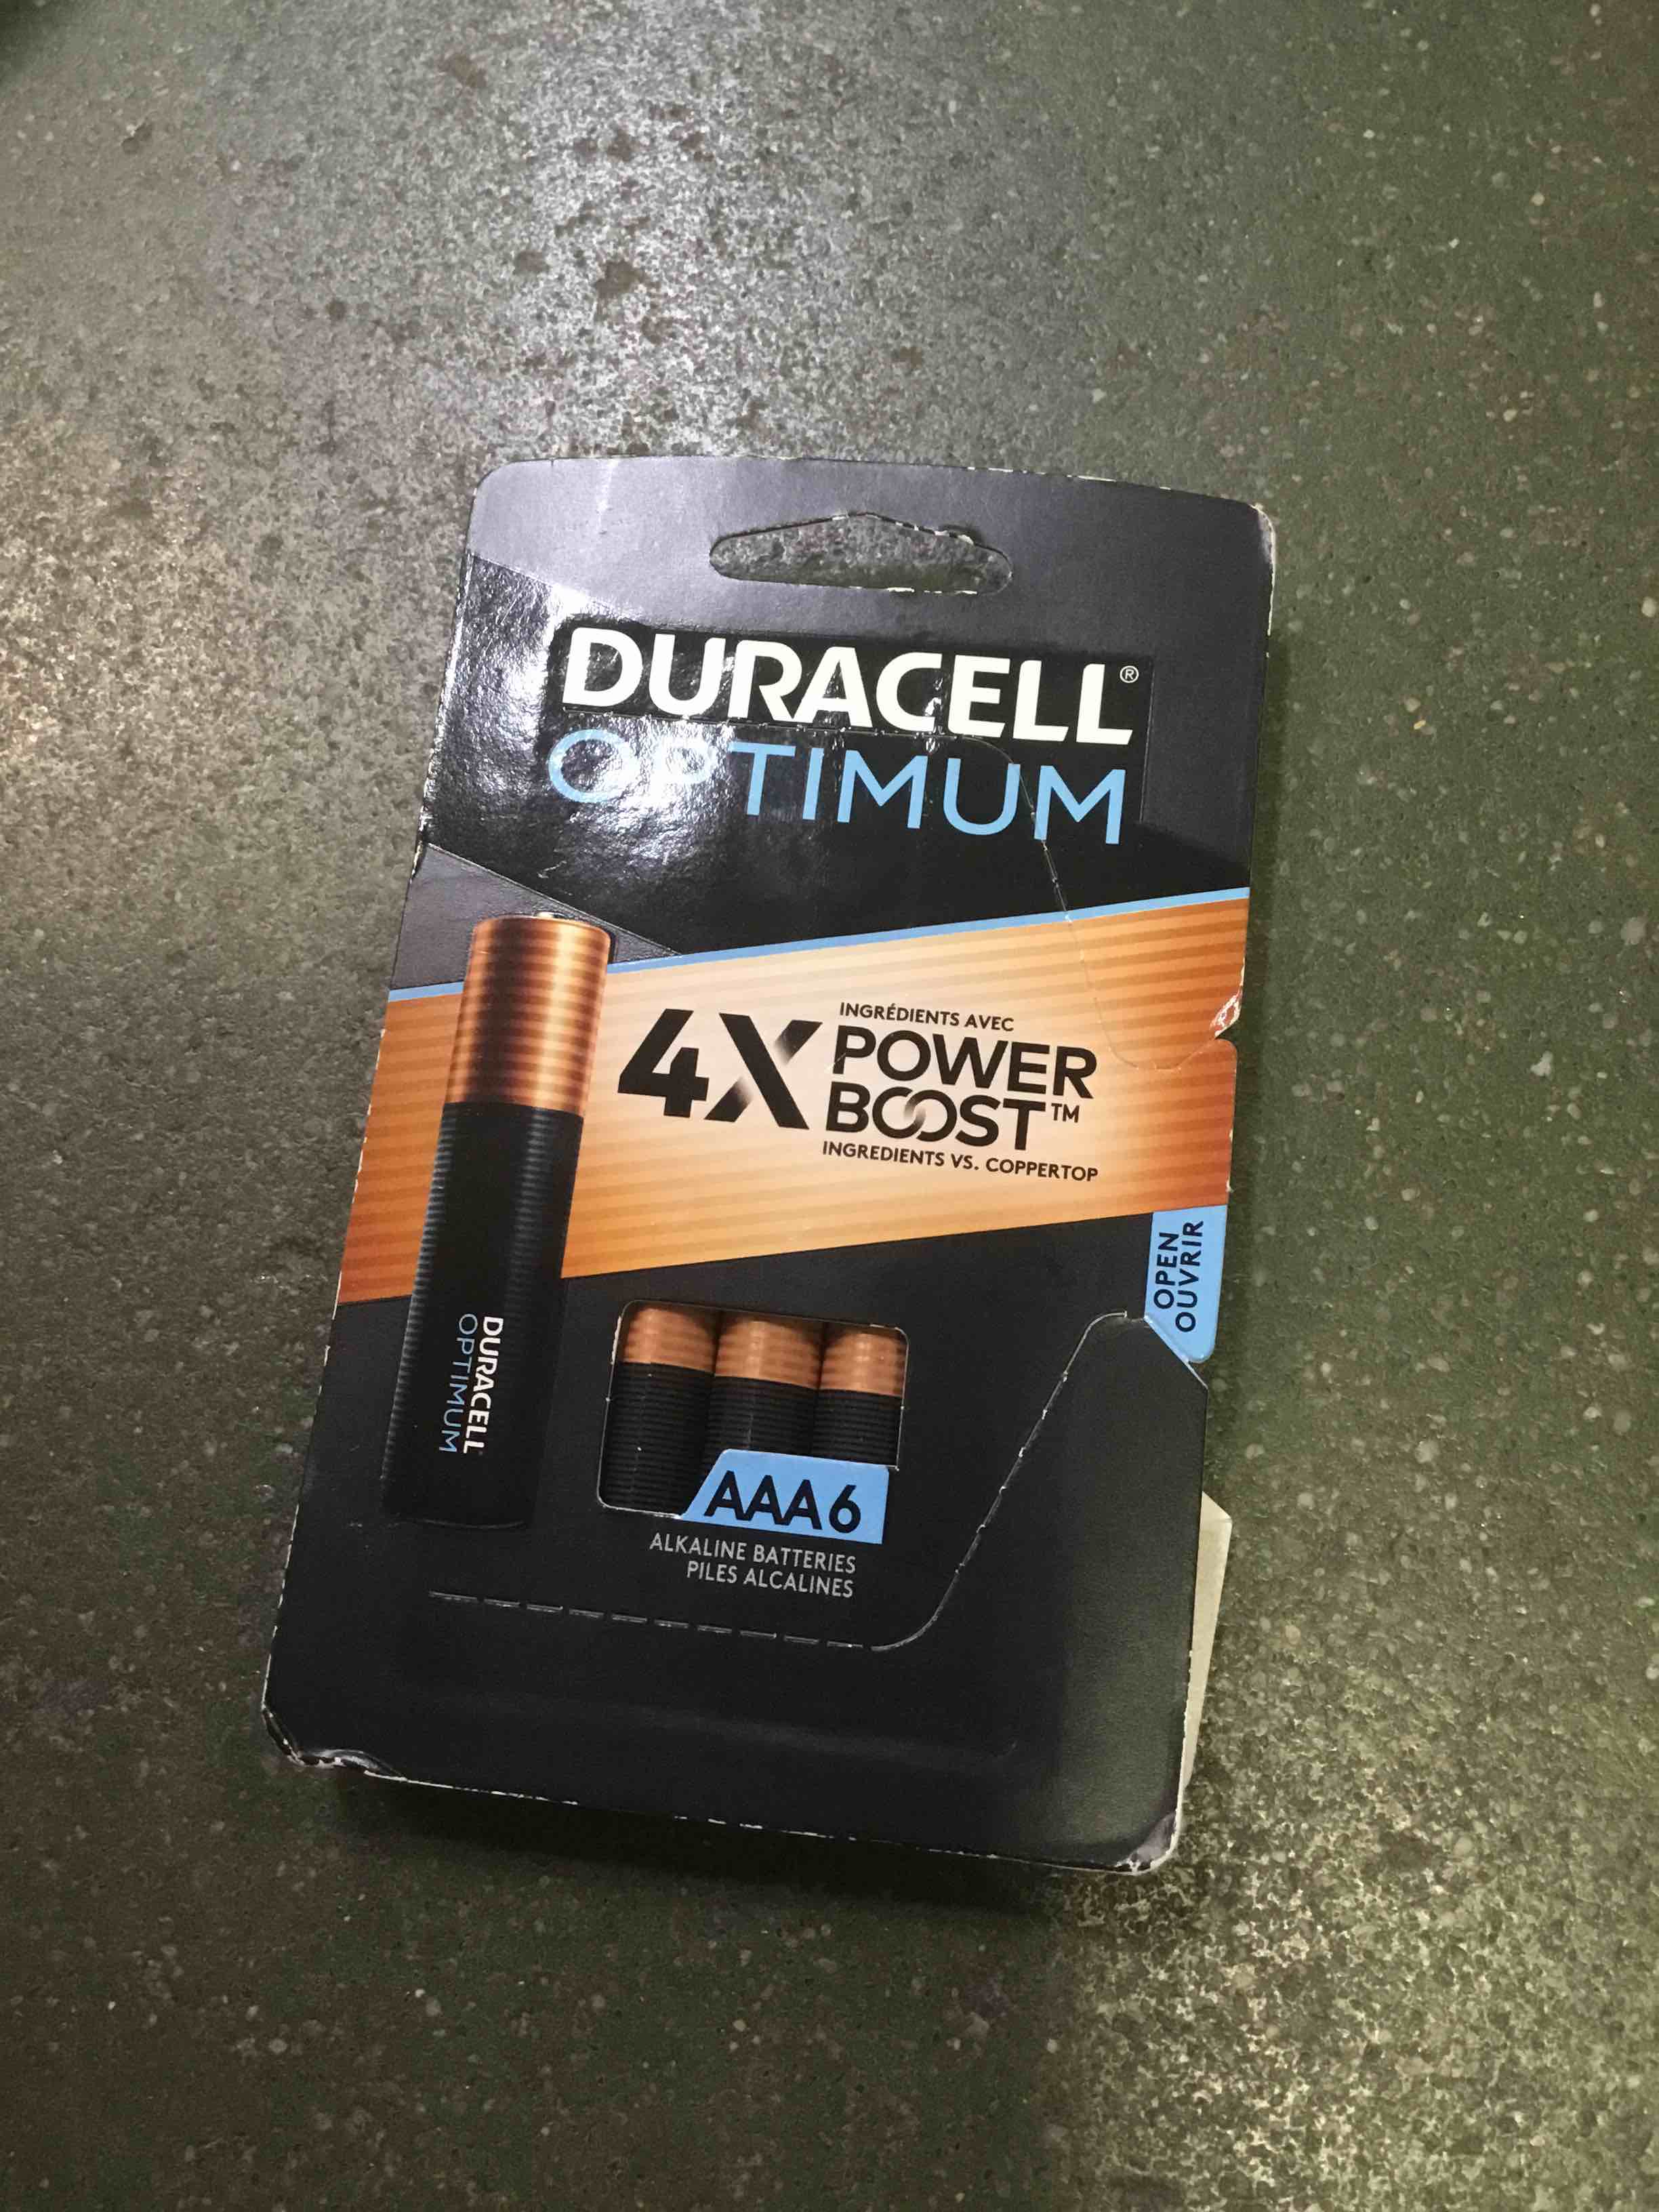 DURACELL®
OPTIMUM
4X
INGRÉDIENTS AVEC
POWER
BOOST™
INGREDIENTS VS. COPPERTOP
OPEN
OUVRIR
DURACELL
OPTIMUM
AAA6
ALKALINE BATTERIES
PILES ALCALINES